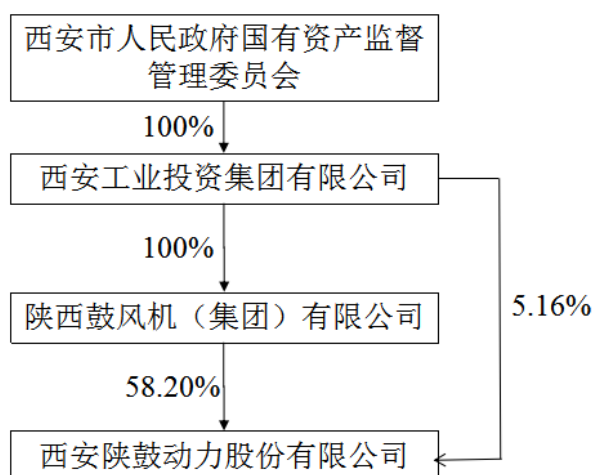 西安市人民政府国有资产监督
管理委员会
100%
西安工业投资集团有限公司
100%
陕西鼓风机（集团）有限公司
5.16%
58.20%
西安陕鼓动力股份有限公司